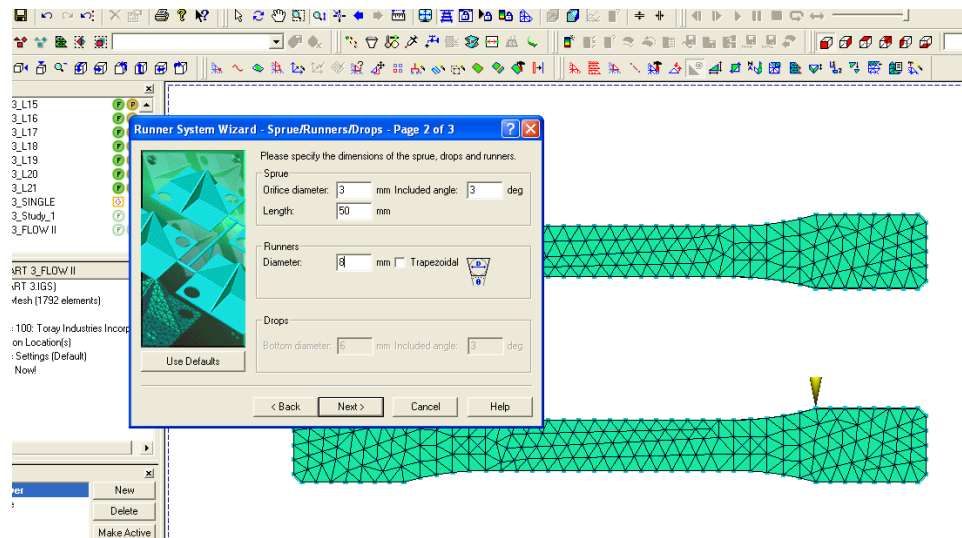 3_L15
3_L16
3_L17
3_L18
3_L19
3_L20
3_L21
3_SINGLE
3_Study_1
3_FLOW II
F P
F
F
F
F
F
F
G
F
F
ART 3_FLOW II
ART 3.IGS)
Mesh (1792 elements)
: 100: Toray Industries Incorp
on Location(s)
: Settings (Default)
Now!
New
Delete
Make Active
Runner System Wizard - Sprue/Runners/Drops - Page 2 of 3
Please specify the dimensions of the sprue, drops and runners.
Sprue
Orifice diameter: 3 mm Included angle: 3 deg
Length: 50 mm
Runners
Diameter: 8 mm Trapezoidal
D
θ
Drops
Bottom diameter: 6 mm Included angle: 3 deg
Use Defaults
< Back Next > Cancel Help